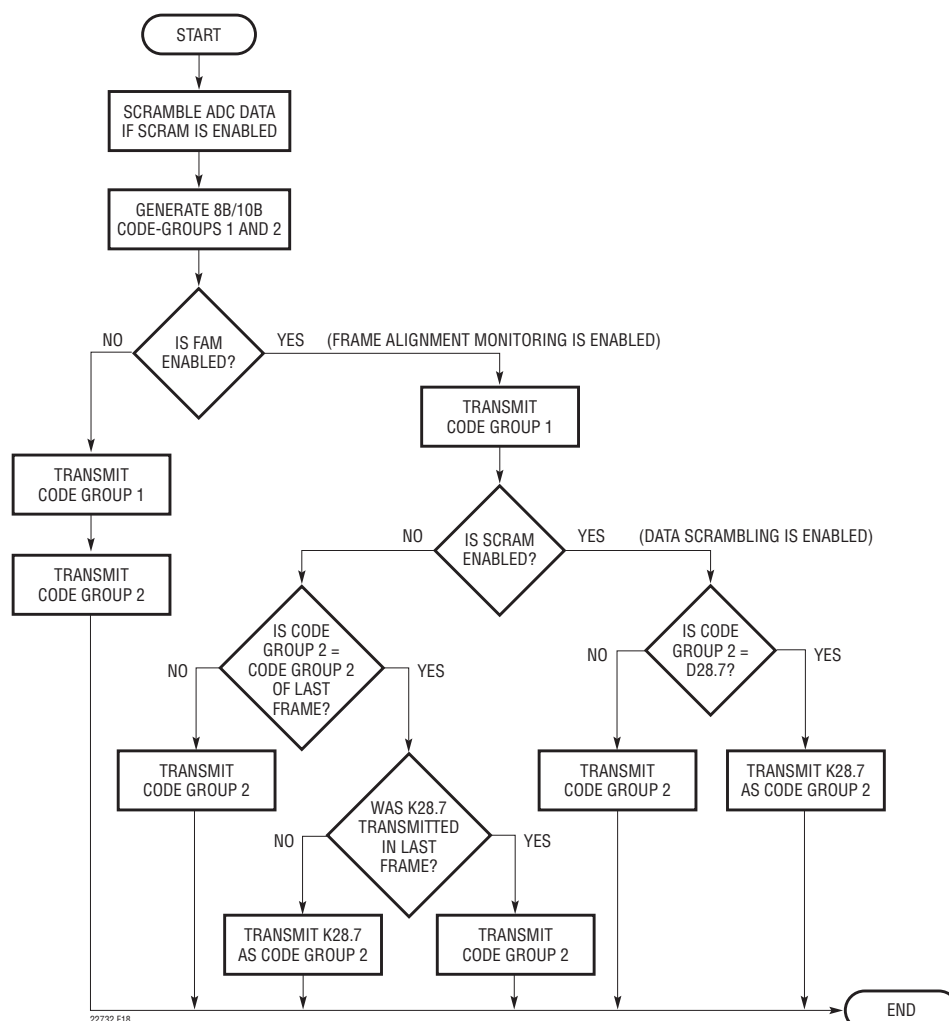 START
SCRAMBLE ADC DATA
IF SCRAM IS ENABLED
GENERATE 8B/10B
CODE-GROUPS 1 AND 2
IS FAM
ENABLED?
NO
YES
(FRAME ALIGNMENT MONITORING IS ENABLED)
TRANSMIT
CODE GROUP 1
TRANSMIT
CODE GROUP 2
TRANSMIT
CODE GROUP 1
IS SCRAM
ENABLED?
NO
YES
(DATA SCRAMBLING IS ENABLED)
IS CODE
GROUP 2 =
CODE GROUP 2
OF LAST
FRAME?
NO
YES
IS CODE
GROUP 2 =
D28.7?
NO
YES
TRANSMIT
CODE GROUP 2
WAS K28.7
TRANSMITTED
IN LAST
FRAME?
NO
YES
TRANSMIT
CODE GROUP 2
TRANSMIT K28.7
AS CODE GROUP 2
TRANSMIT K28.7
AS CODE GROUP 2
TRANSMIT
CODE GROUP 2
22732 F18
END